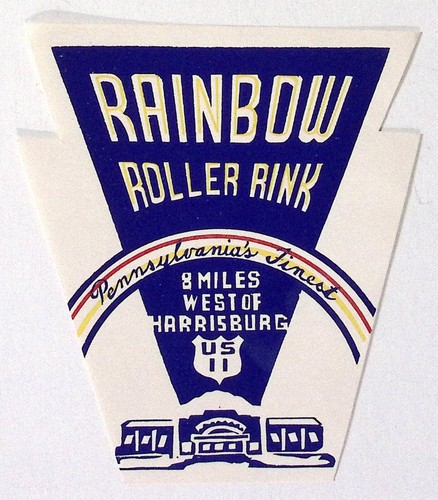 RAINBOW
ROLLER RINK
Pennsylvania's Finest
8 MILES
WEST OF
HARRISBURG
US
11